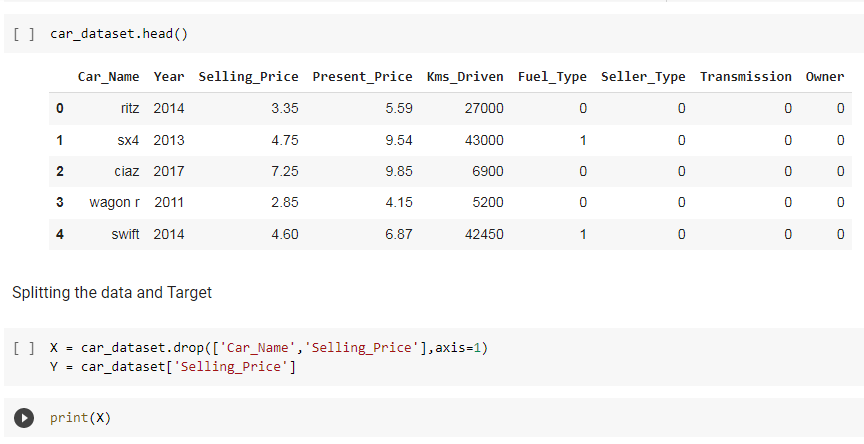 [ ] car_dataset.head()
Car_Name Year Selling_Price Present_Price Kms_Driven Fuel_Type Seller_Type Transmission Owner
0 ritz 2014 3.35 5.59 27000 0 0 0 0
1 sx4 2013 4.75 9.54 43000 1 0 0 0
2 ciaz 2017 7.25 9.85 6900 0 0 0 0
3 wagon r 2011 2.85 4.15 5200 0 0 0 0
4 swift 2014 4.60 6.87 42450 1 0 0 0
Splitting the data and Target
[ ] X = car_dataset.drop(['Car_Name','Selling_Price'],axis=1)
Y = car_dataset['Selling_Price']
print(X)